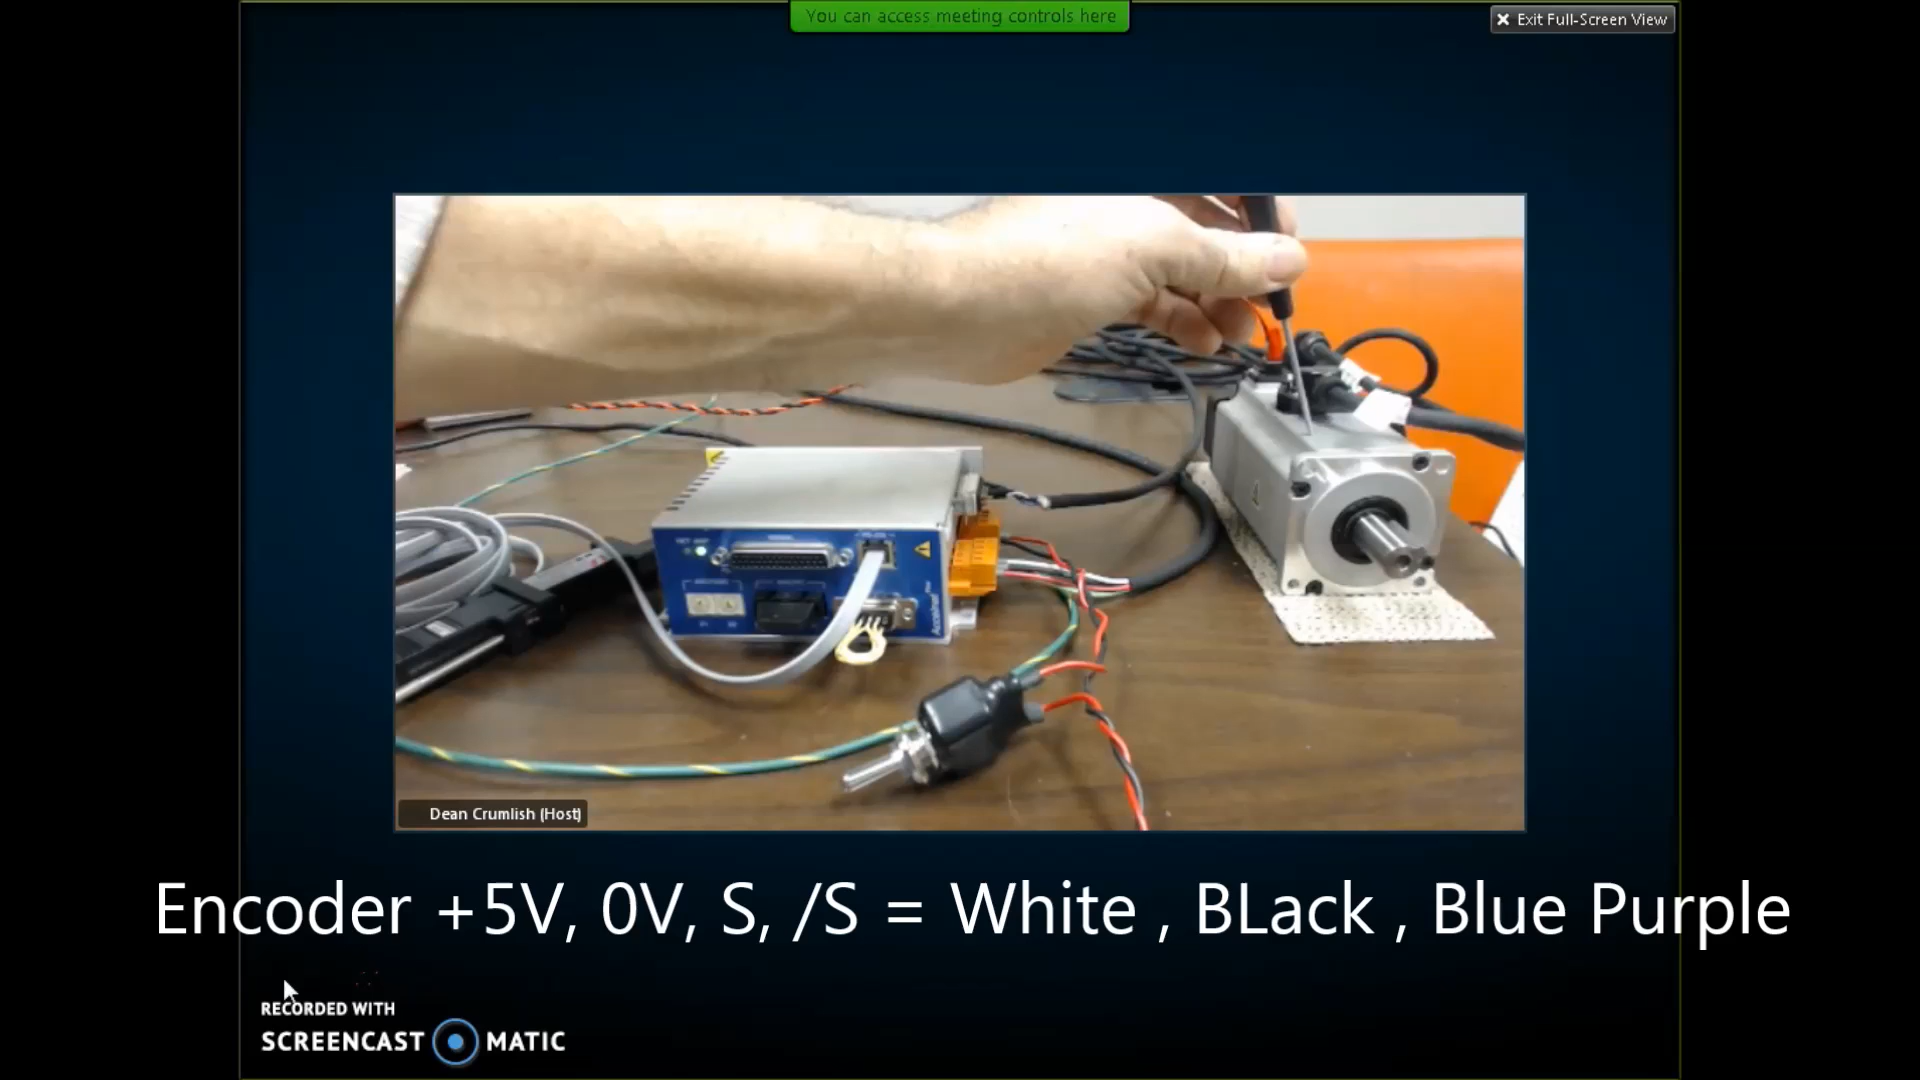 You can access meeting controls here
Exit Full-Screen View
Accelnet
Dean Crumlish (Host)
Encoder +5V, 0V, S, /S = White , BLack , Blue Purple
RECORDED WITH
SCREENCAST MATIC